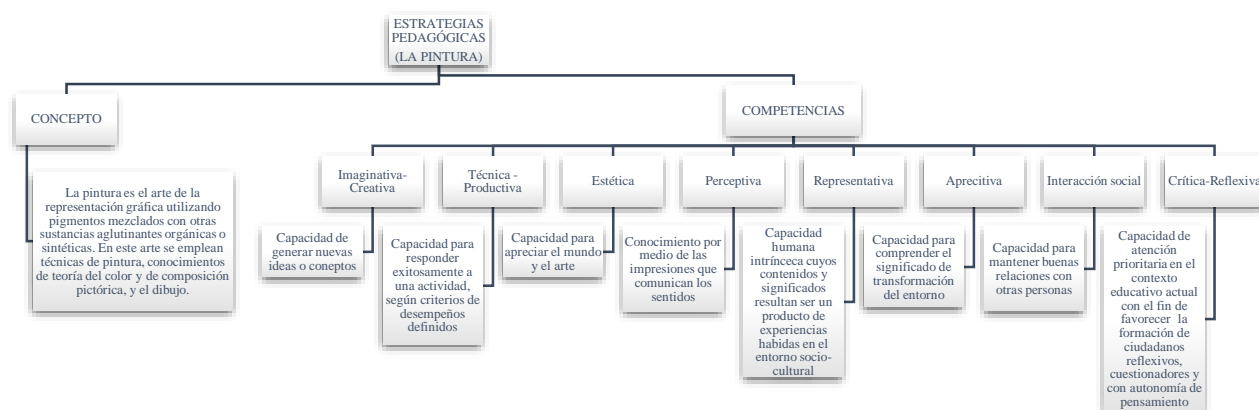 ESTRATEGIAS
PEDAGÓGICAS
(LA PINTURA)
CONCEPTO
La pintura es el arte de la
representación gráfica utilizando
pigmentos mezclados con otras
sustancias aglutinantes orgánicas o
sintéticas. En este arte se emplean
técnicas de pintura, conocimientos
de teoría del color y de composición
pictórica, y el dibujo.
COMPETENCIAS
Imaginativa-
Creativa
Capacidad de
generar nuevas
ideas o coneptos
Técnica -
Productiva
Capacidad para
responder
exitosamente a
una actividad,
según criterios de
desempeños
definidos
Estética
Capacidad para
apreciar el mundo
y el arte
Perceptiva
Conocimiento por
medio de las
impresiones que
comunican los
sentidos
Representativa
Capacidad
humana
intrínceca cuyos
contenidos y
significados
resultan ser un
producto de
experiencias
habidas en el
entorno socio-
cultural
Aprecitiva
Capacidad para
comprender el
significado de
transformación
del entorno
Interacción social
Capacidad para
mantener buenas
relaciones con
otras personas
Crítica-Reflexiva
Capacidad de
atención
prioritaria en el
contexto
educativo actual
con el fin de
favorecer la
formación de
ciudadanos
reflexivos,
cuestionadores y
con autonomía de
pensamiento